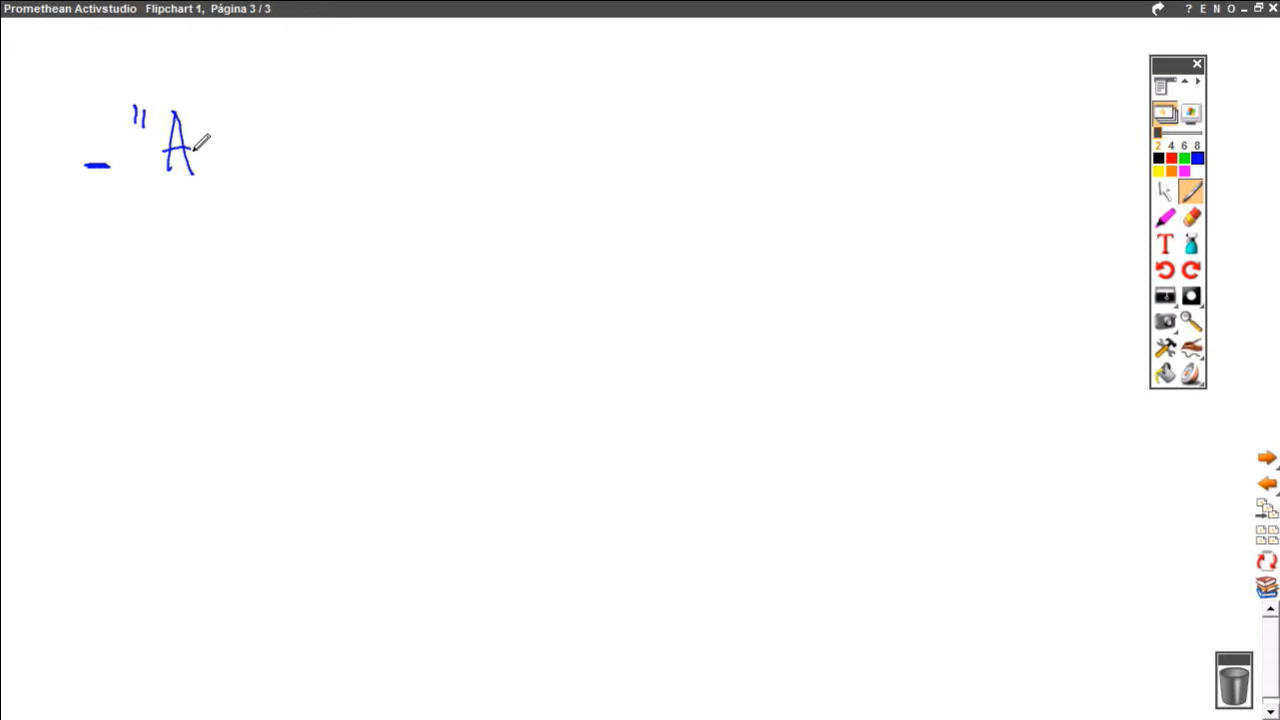 Promethean Activstudio Flipchart 1, Página 3 / 3
? E N O
- "A
2 4 6 8
T